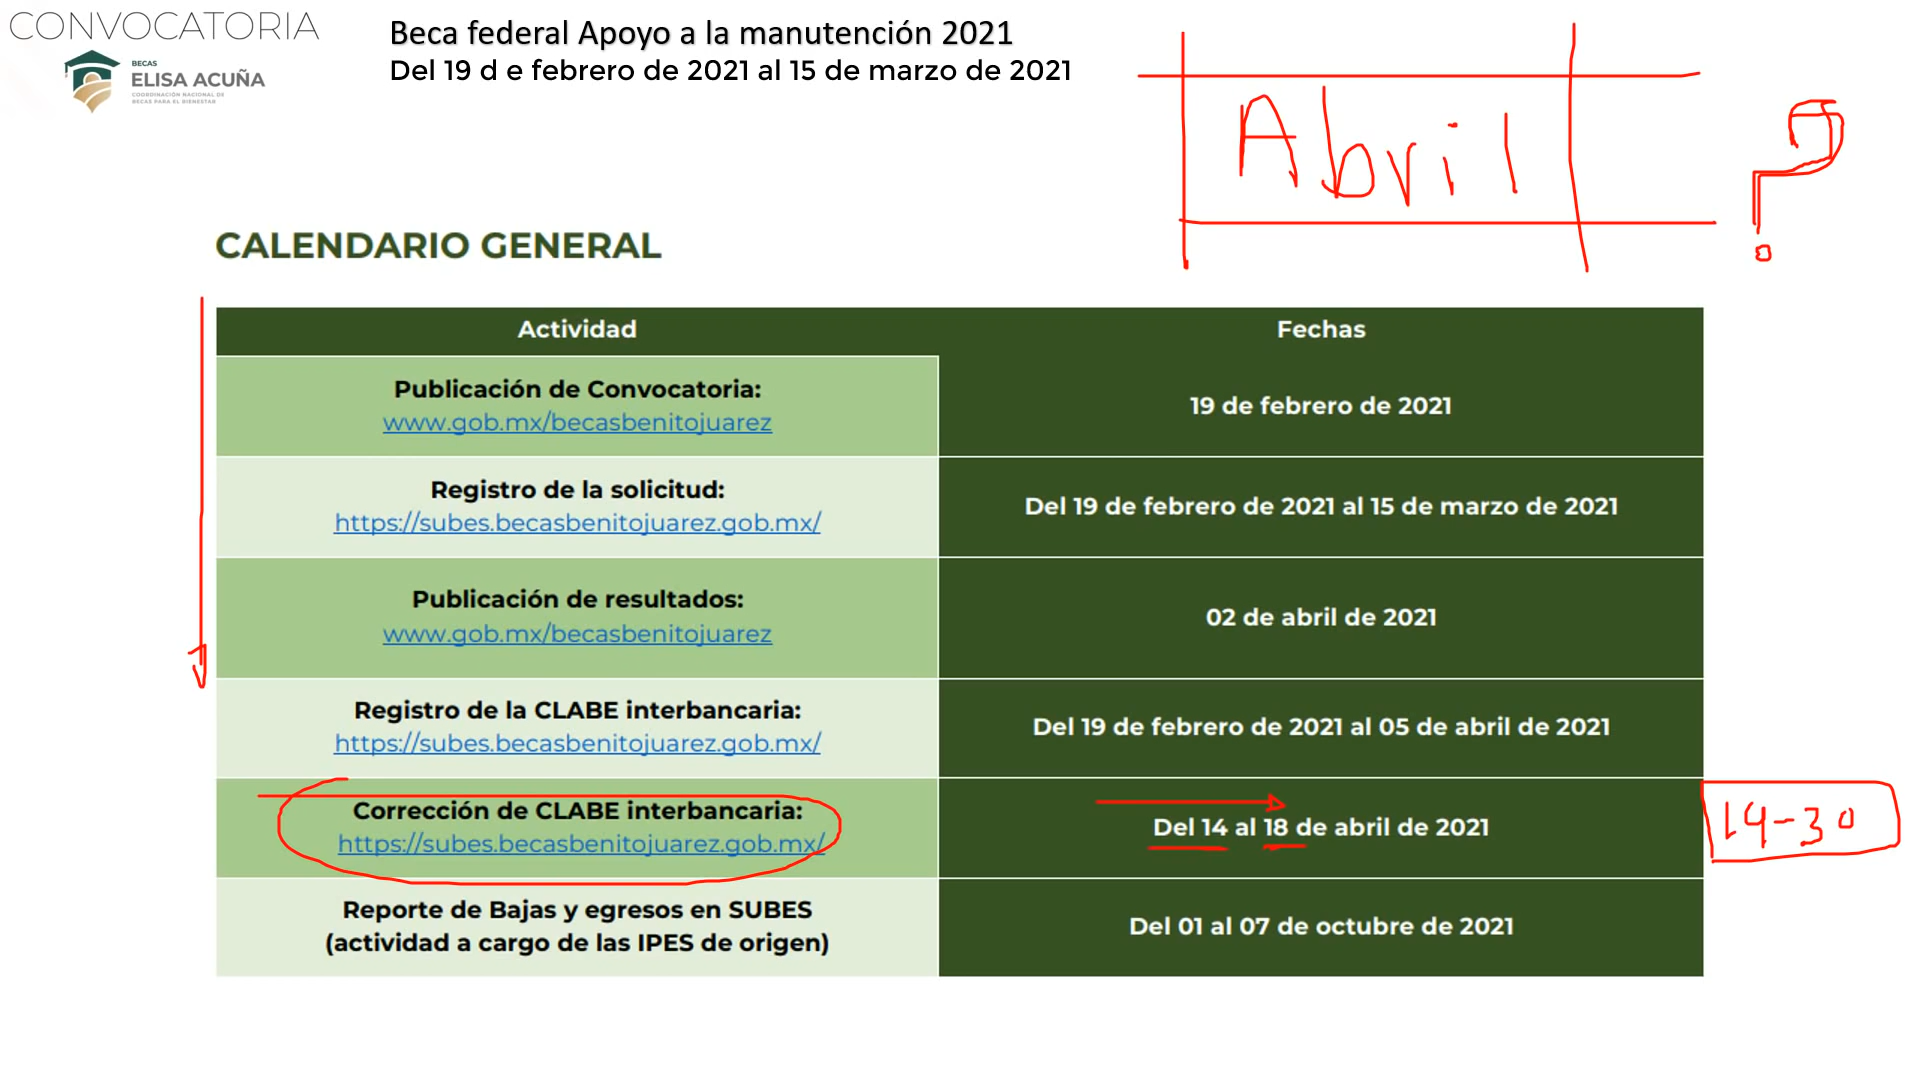 CONVOCATORIA
BECAS
ELISA ACUÑA
COORDINACIÓN NACIONAL DE
BECAS PARA EL BIENESTAR
Beca federal Apoyo a la manutención 2021
Del 19 d e febrero de 2021 al 15 de marzo de 2021
Abril ?
CALENDARIO GENERAL
Actividad Fechas
Publicación de Convocatoria:
www.gob.mx/becasbenitojuarez
19 de febrero de 2021
Registro de la solicitud:
https://subes.becasbenitojuarez.gob.mx/
Del 19 de febrero de 2021 al 15 de marzo de 2021
Publicación de resultados:
www.gob.mx/becasbenitojuarez
02 de abril de 2021
Registro de la CLABE interbancaria:
https://subes.becasbenitojuarez.gob.mx/
Del 19 de febrero de 2021 al 05 de abril de 2021
Corrección de CLABE interbancaria:
https://subes.becasbenitojuarez.gob.mx/
Del 14 al 18 de abril de 2021
14-30
Reporte de Bajas y egresos en SUBES
(actividad a cargo de las IPES de origen)
Del 01 al 07 de octubre de 2021